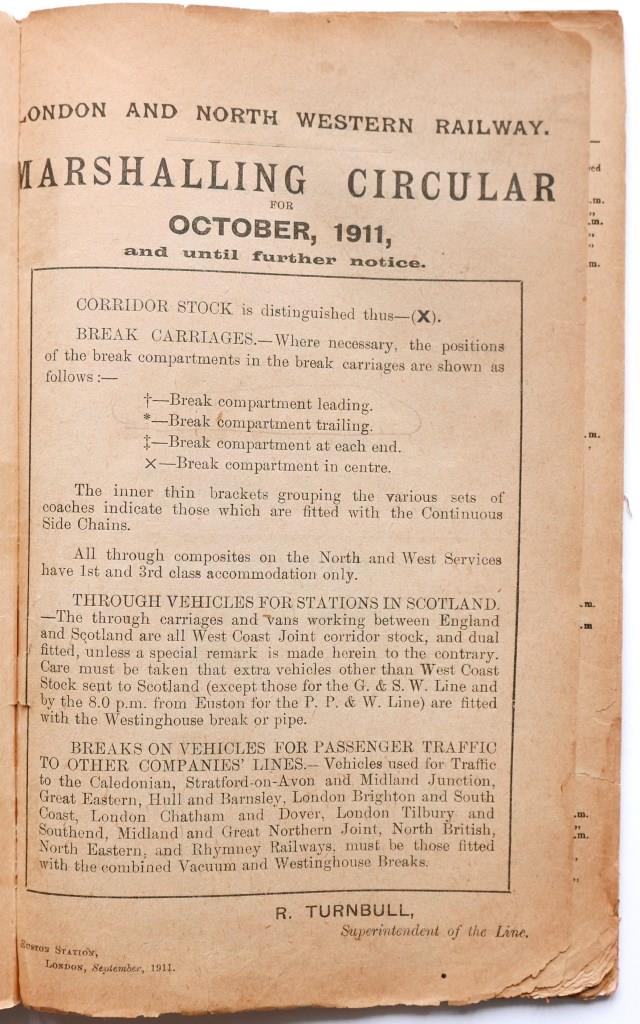 LONDON AND NORTH WESTERN RAILWAY.
MARSHALLING CIRCULAR
FOR
OCTOBER, 1911,
and until further notice.
CORRIDOR STOCK is distinguished thus—(X).
BREAK CARRIAGES.—Where necessary, the positions
of the break compartments in the break carriages are shown as
follows :—
†—Break compartment leading.
*—Break compartment trailing.
‡—Break compartment at each end.
×—Break compartment in centre.
The inner thin brackets grouping the various sets of
coaches indicate those which are fitted with the Continuous
Side Chains.
All through composites on the North and West Services
have 1st and 3rd class accommodation only.
THROUGH VEHICLES FOR STATIONS IN SCOTLAND.
—The through carriages and vans working between England
and Scotland are all West Coast Joint corridor stock, and dual
fitted, unless a special remark is made herein to the contrary.
Care must be taken that extra vehicles other than West Coast
Stock sent to Scotland (except those for the G. & S. W. Line and
by the 8.0 p.m. from Euston for the P. P. & W. Line) are fitted
with the Westinghouse break or pipe.
BREAKS ON VEHICLES FOR PASSENGER TRAFFIC
TO OTHER COMPANIES' LINES.—Vehicles used for Traffic
to the Caledonian, Stratford-on-Avon and Midland Junction,
Great Eastern, Hull and Barnsley, London Brighton and South
Coast, London Chatham and Dover, London Tilbury and
Southend, Midland and Great Northern Joint, North British,
North Eastern, and Rhymney Railways, must be those fitted
with the combined Vacuum and Westinghouse Breaks.
R. TURNBULL,
Superintendent of the Line.
EUSTON STATION,
LONDON, September, 1911.